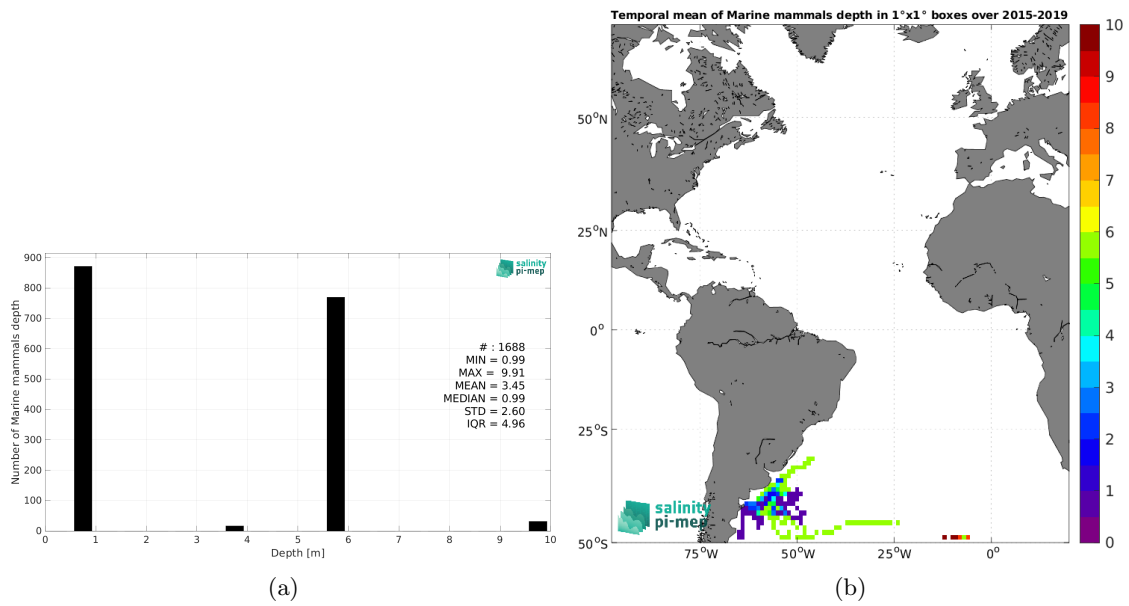 900
800
700
600
500
400
300
200
100
0
Number of Marine mammals depth
salinity
pi-mep
# : 1688
MIN = 0.99
MAX = 9.91
MEAN = 3.45
MEDIAN = 0.99
STD = 2.60
IQR = 4.96
0 1 2 3 4 5 6 7 8 9 10
Depth [m]
(a)
Temporal mean of Marine mammals depth in 1°x1° boxes over 2015-2019
50°N
25°N
0°
25°S
50°S
75°W 50°W 25°W 0°
salinity
pi-mep
10
9
8
7
6
5
4
3
2
1
0
(b)